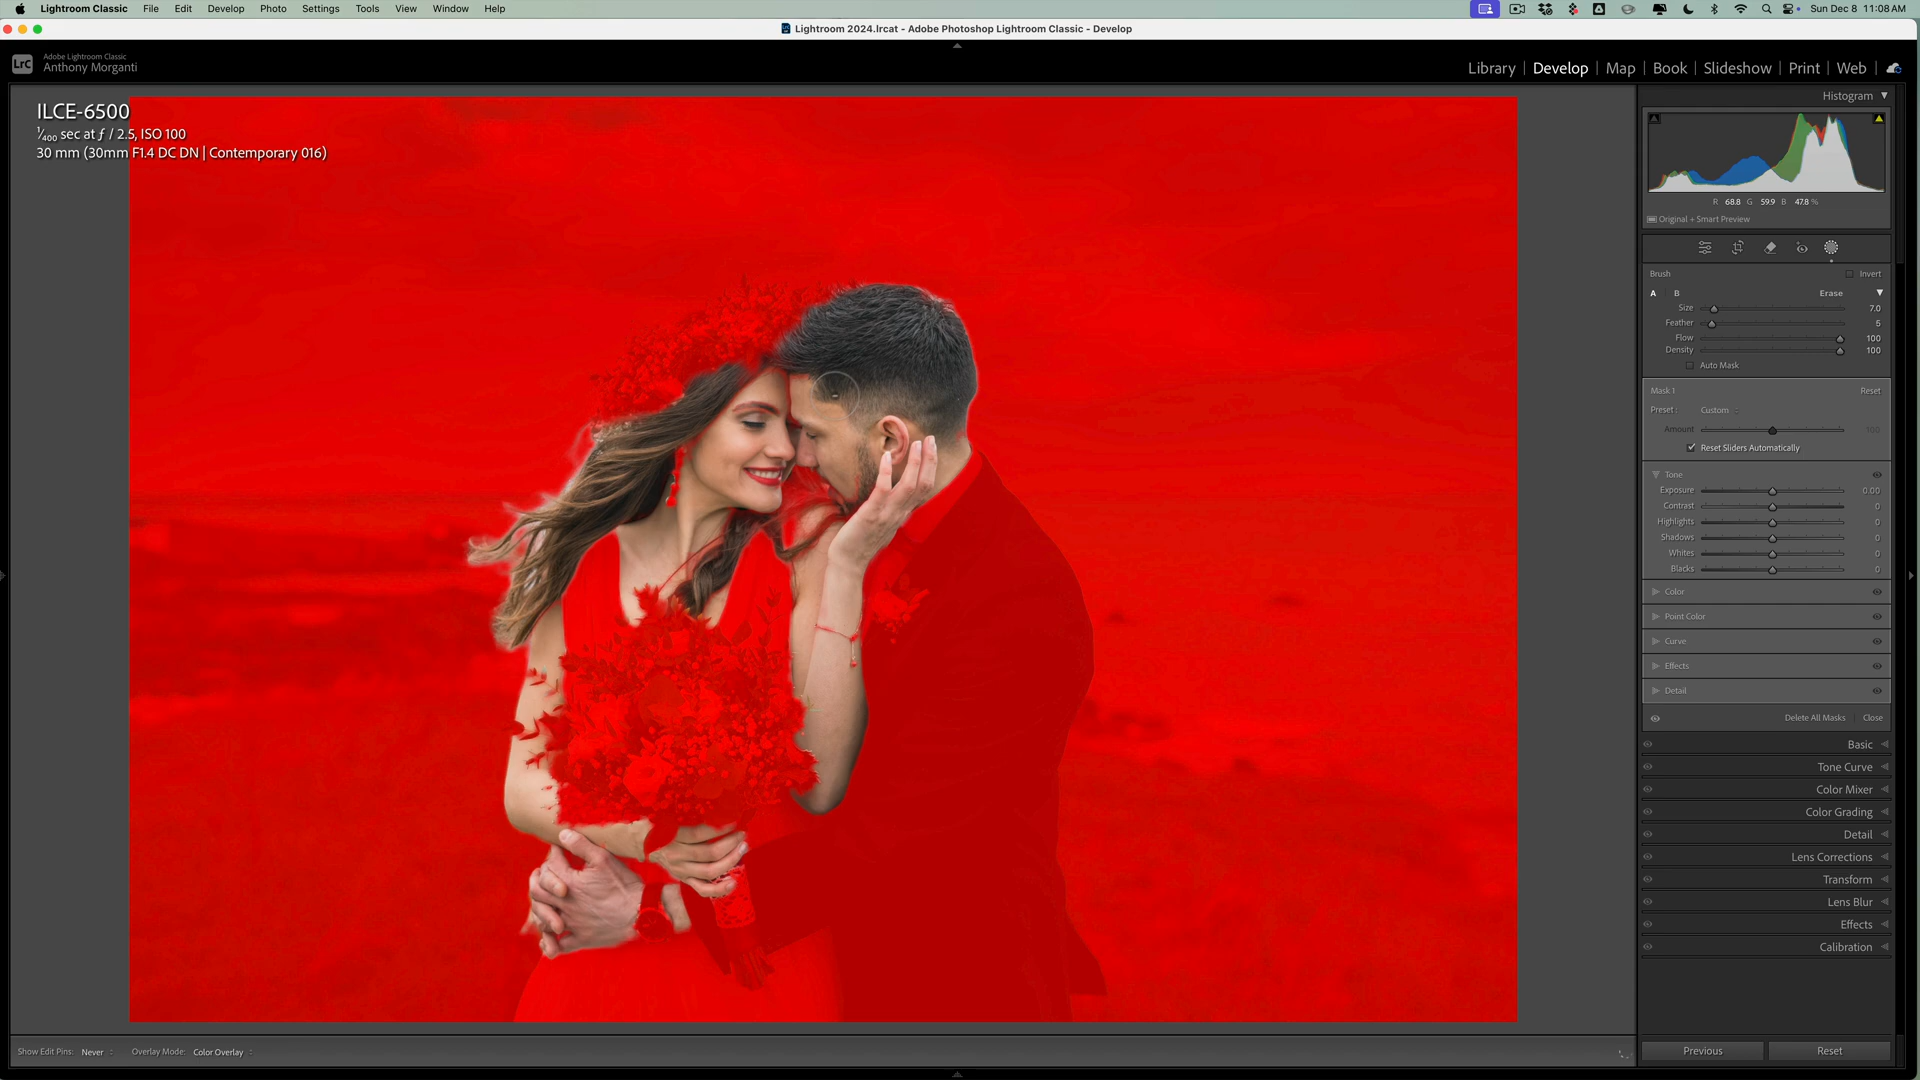 Lightroom Classic File Edit Develop Photo Settings Tools View Window Help
Sun Dec 8 11:08 AM
Lightroom 2024.lrcat - Adobe Photoshop Lightroom Classic - Develop
LrC
Adobe Lightroom Classic
Anthony Morganti
Library | Develop | Map | Book | Slideshow | Print | Web
ILCE-6500
1/400 sec at ƒ / 2.5, ISO 100
30 mm (30mm F1.4 DC DN | Contemporary 016)
Histogram
R 68.8 G 59.9 B 47.8 %
Original + Smart Preview
Brush Invert
A B Erase
Size 7.0
Feather 5
Flow 100
Density 100
Auto Mask
Mask 1 Reset
Preset : Custom
Amount 100
Reset Sliders Automatically
Tone
Exposure 0.00
Contrast 0
Highlights 0
Shadows 0
Whites 0
Blacks 0
Color
Point Color
Curve
Effects
Detail
Delete All Masks Close
Basic
Tone Curve
Color Mixer
Color Grading
Detail
Lens Corrections
Transform
Lens Blur
Effects
Calibration
Show Edit Pins: Never Overlay Mode: Color Overlay
Previous Reset